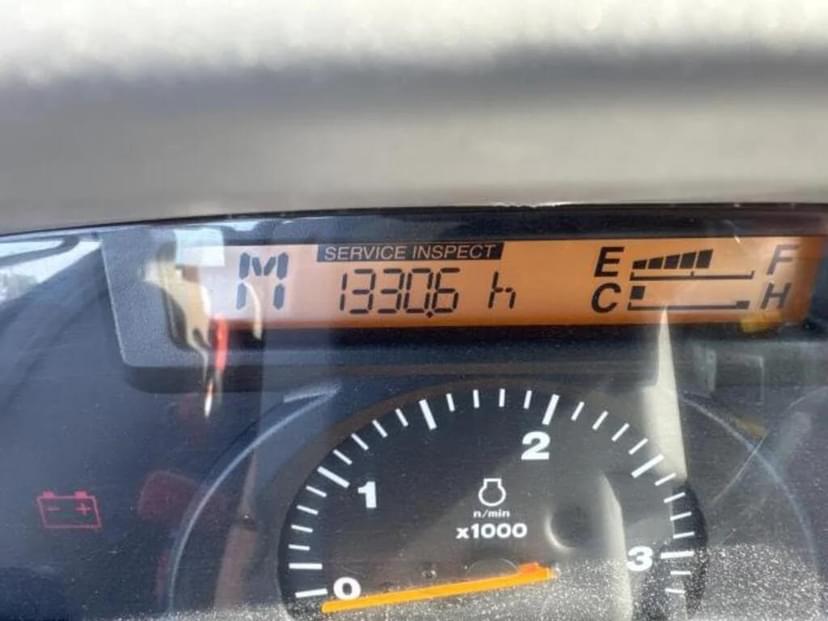 SERVICE INSPECT
M 1330.6 h
E F
C H
2
1
n/min
x1000
0 3
- +